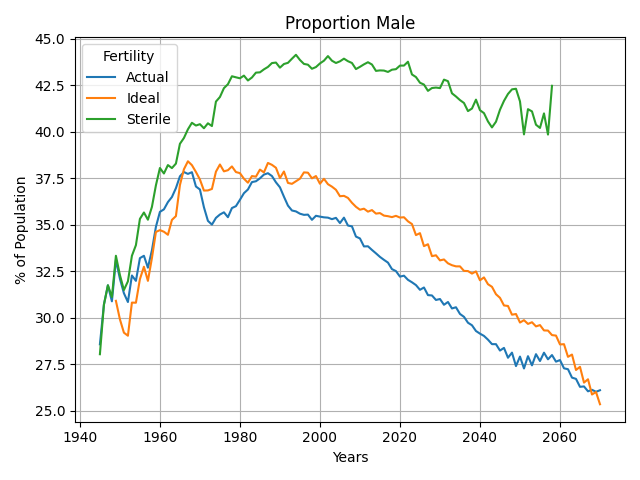 Proportion Male
% of Population
45.0
42.5
40.0
37.5
35.0
32.5
30.0
27.5
25.0
Fertility
Actual
Ideal
Sterile
1940 1960 1980 2000 2020 2040 2060
Years